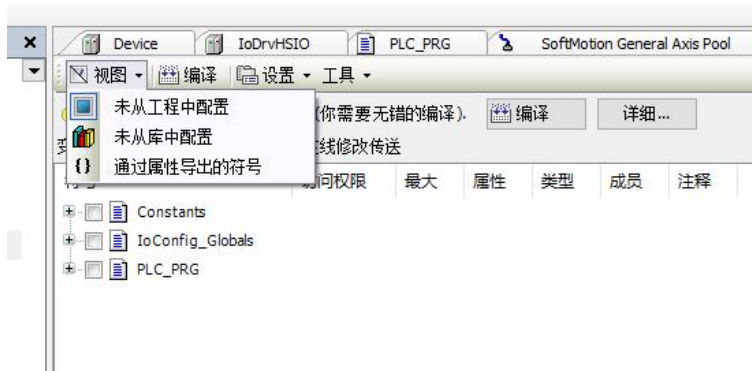 Device IoDrvHSIO PLC_PRG SoftMotion General Axis Pool
视图 编译 设置 工具
未从工程中配置
(你需要无错的编译). 编译 详细...
未从库中配置
线修改传送
通过属性导出的符号
访问权限 最大 属性 类型 成员 注释
Constants
IoConfig_Globals
PLC_PRG